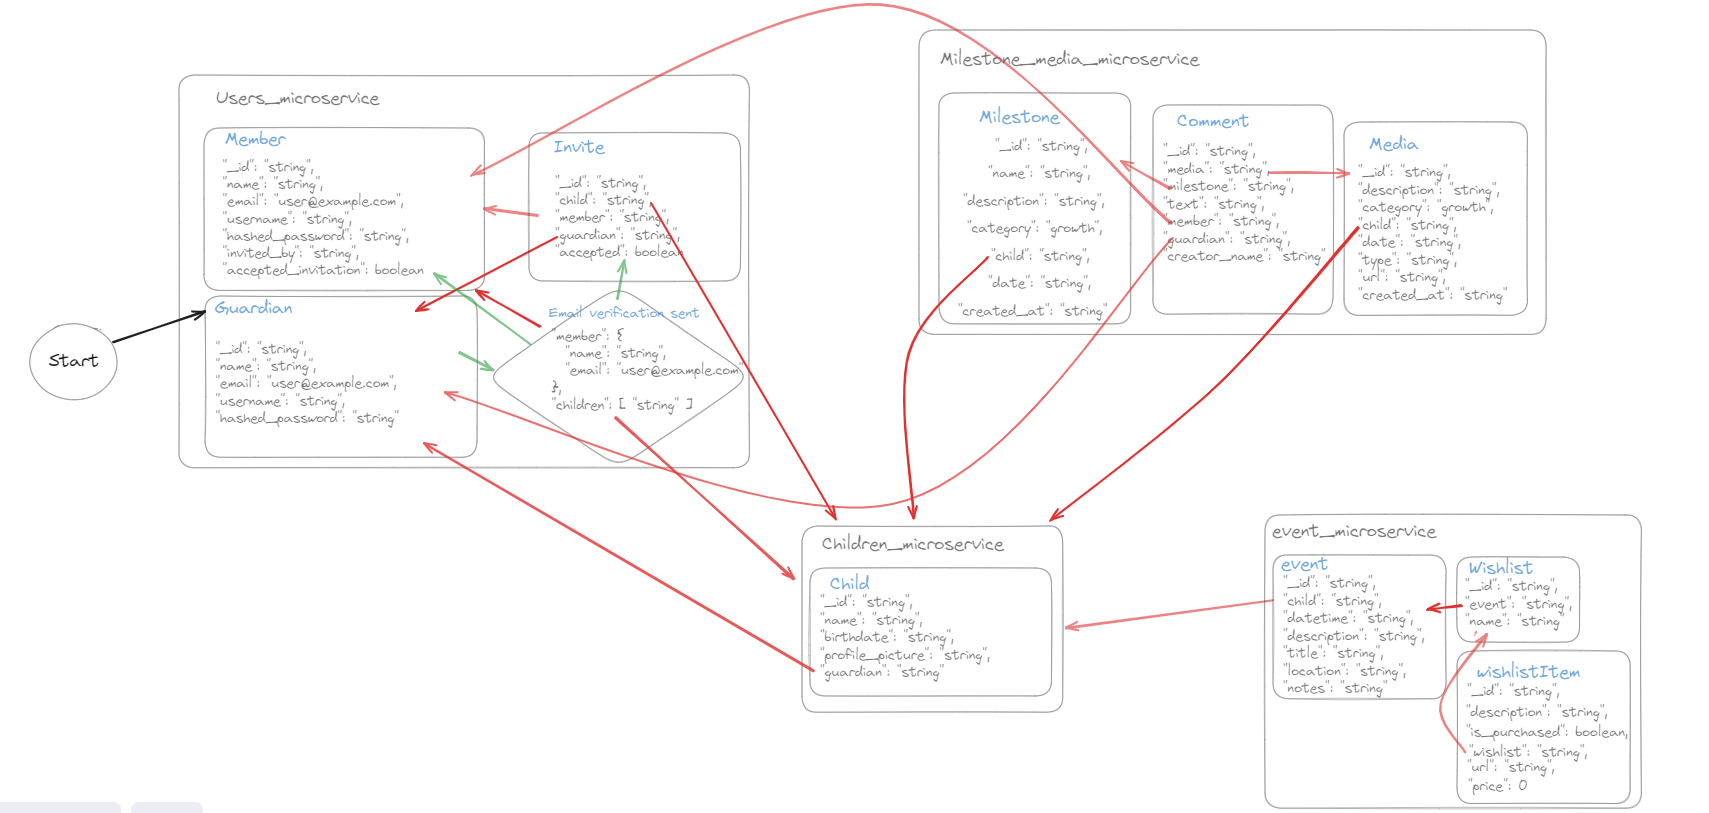 Start
Users_microservice
Member
"_id": "string",
"name": "string",
"email": "user@example.com",
"username": "string",
"hashed_password": "string",
"invited_by": "string",
"accepted_invitation": boolean
Invite
"_id": "string",
"child": "string",
"member": "string",
"guardian": "string",
"accepted": boolean
Guardian
"_id": "string",
"name": "string",
"email": "user@example.com",
"username": "string",
"hashed_password": "string"
Email verification sent
"member": {
"name": "string",
"email": "user@example.com"
},
"children": [ "string" ]
Milestone_media_microservice
Milestone
"_id": "string",
"name": "string",
"description": "string",
"category": "growth",
"child": "string",
"date": "string",
"created_at": "string"
Comment
"_id": "string",
"media": "string",
"milestone": "string",
"text": "string",
"member": "string",
"guardian": "string",
"creator_name": "string"
Media
"_id": "string",
"description": "string",
"category": "growth",
"child": "string",
"date": "string",
"type": "string",
"url": "string",
"created_at": "string"
Children_microservice
Child
"_id": "string",
"name": "string",
"birthdate": "string",
"profile_picture": "string",
"guardian": "string"
event_microservice
event
"_id": "string",
"child": "string",
"datetime": "string",
"description": "string",
"title": "string",
"location": "string",
"notes": "string"
Wishlist
"_id": "string",
"event": "string",
"name": "string"
wishlistItem
"_id": "string",
"description": "string",
"is_purchased": boolean,
"wishlist": "string",
"url": "string",
"price": 0